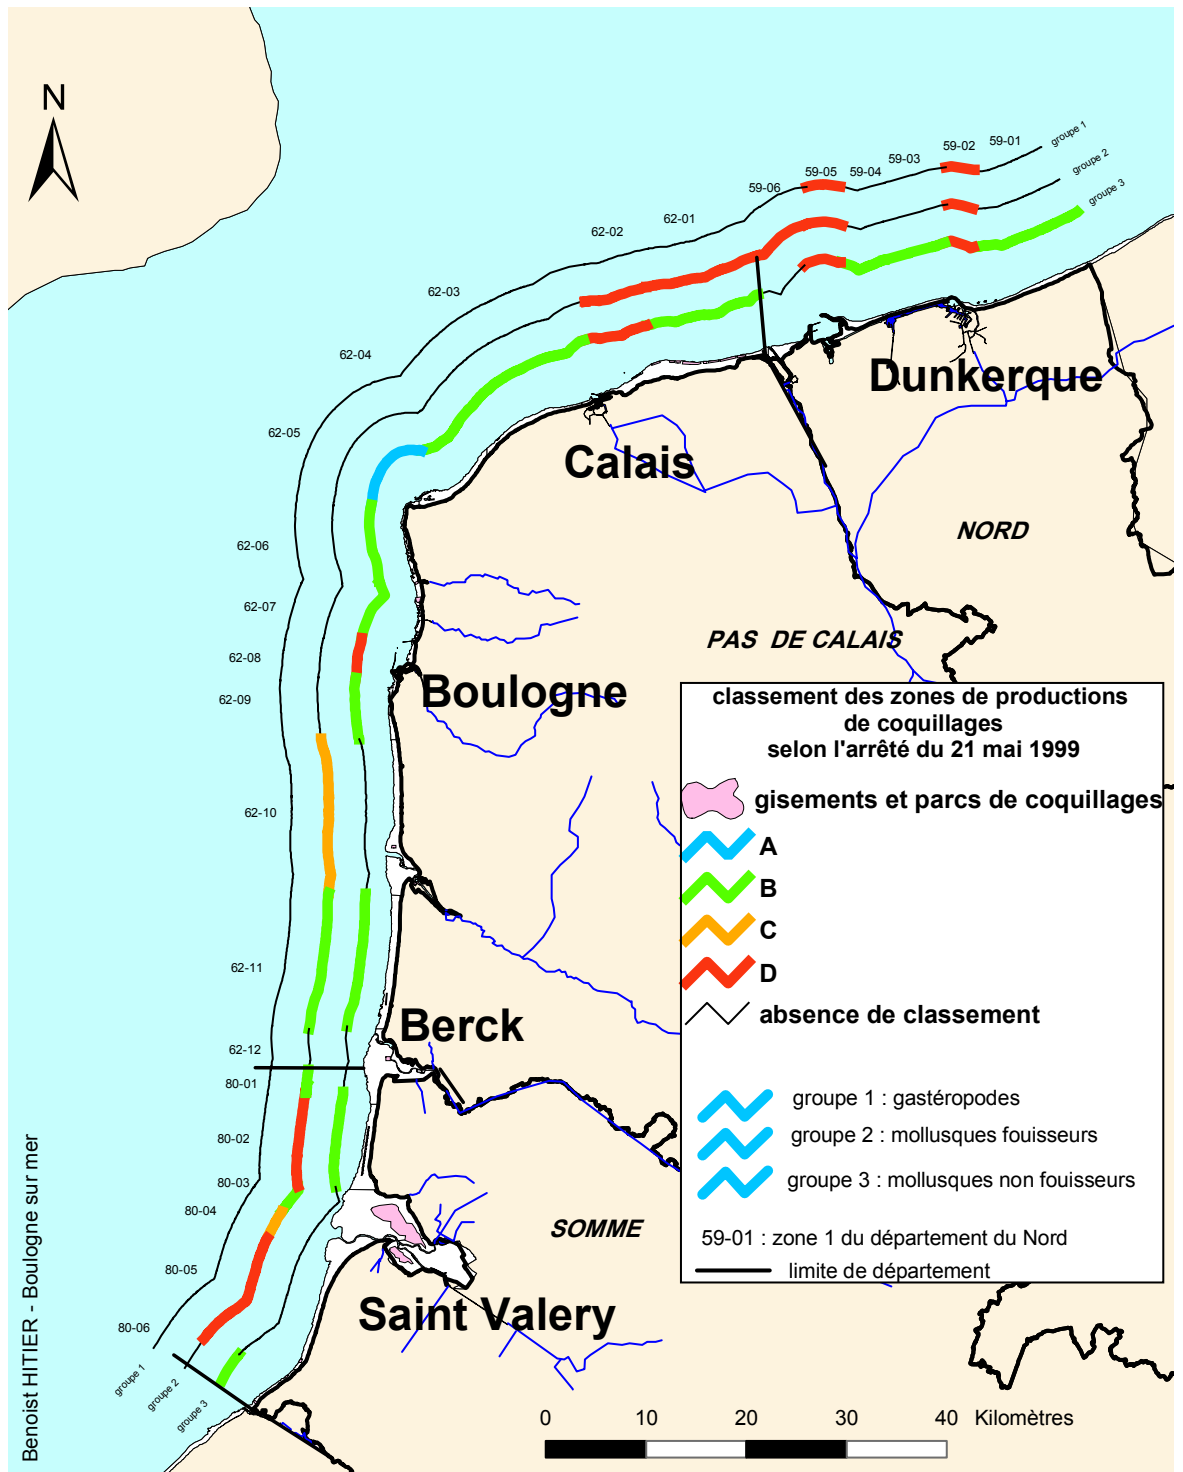 N
groupe 1
groupe 2
groupe 3
59-01
59-02
59-03
59-04
59-05
59-06
62-01
62-02
62-03
62-04
62-05
62-06
62-07
62-08
62-09
62-10
62-11
62-12
80-01
80-02
80-03
80-04
80-05
80-06
groupe 1
groupe 2
groupe 3
Dunkerque
Calais
NORD
PAS DE CALAIS
Boulogne
Berck
SOMME
Saint Valery
classement des zones de productions
de coquillages
selon l'arrêté du 21 mai 1999
gisements et parcs de coquillages
A
B
C
D
absence de classement
groupe 1 : gastéropodes
groupe 2 : mollusques fouisseurs
groupe 3 : mollusques non fouisseurs
59-01 : zone 1 du département du Nord
limite de département
0 10 20 30 40 Kilomètres
Benoist HITIER - Boulogne sur mer